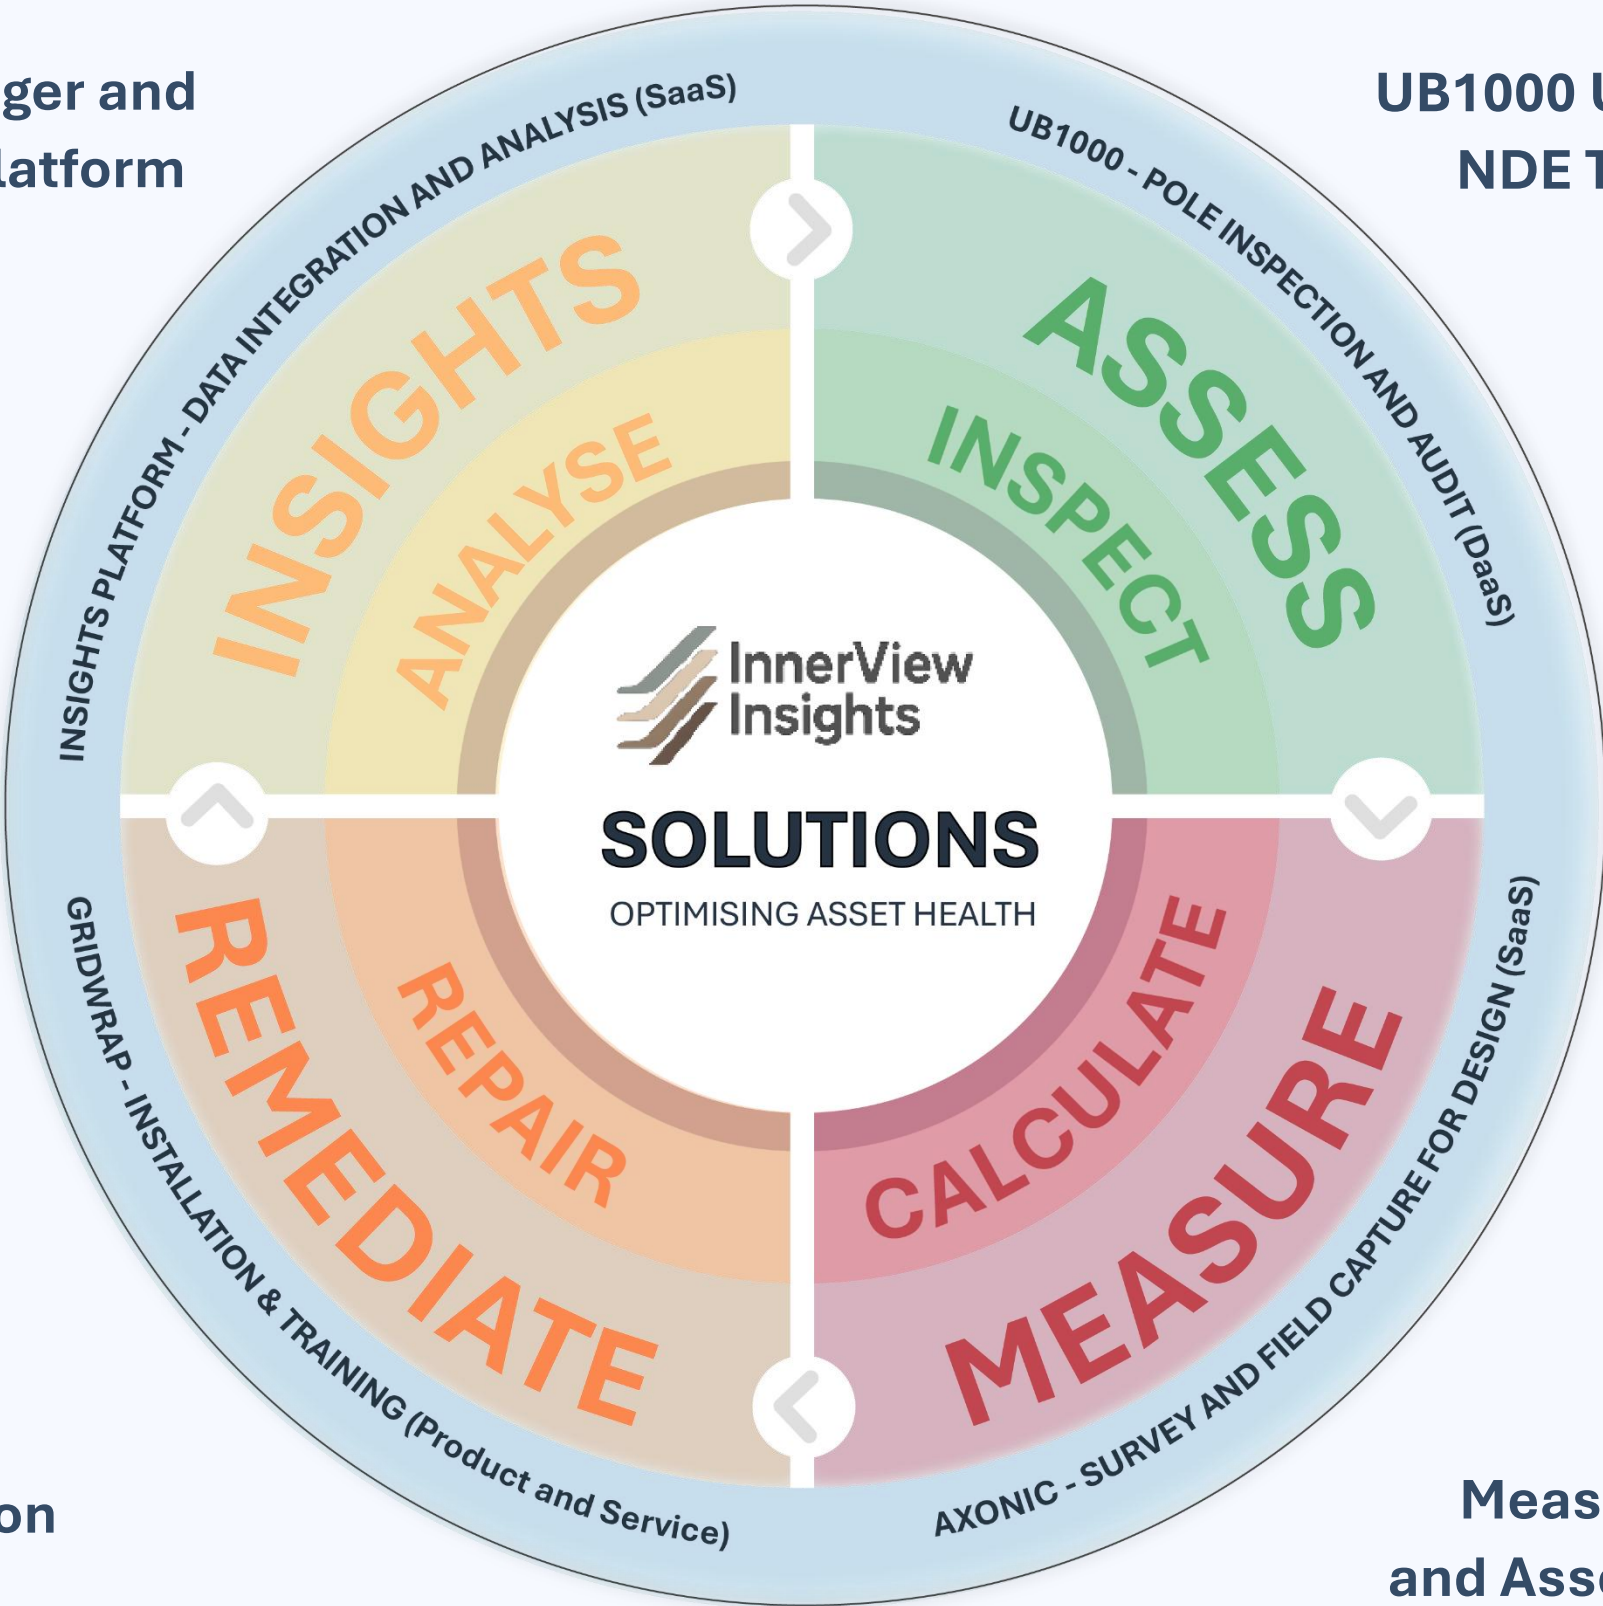 ger and
latform
UB1000 U
NDE T
INSIGHTS PLATFORM - DATA INTEGRATION AND ANALYSIS (SaaS)
UB1000 - POLE INSPECTION AND AUDIT (DaaS)
INSIGHTS
ANALYSE
ASSESS
INSPECT
InnerView
Insights
SOLUTIONS
OPTIMISING ASSET HEALTH
REMEDIATE
REPAIR
CALCULATE
MEASURE
GRIDWRAP - INSTALLATION & TRAINING (Product and Service)
AXONIC - SURVEY AND FIELD CAPTURE FOR DESIGN (SaaS)
on
Meas
and Ass